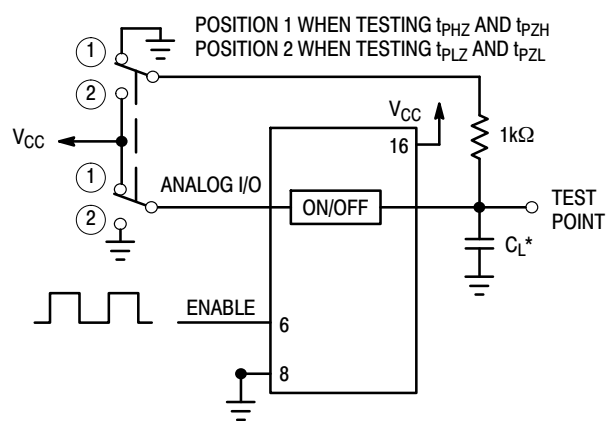 POSITION 1 WHEN TESTING tPHZ AND tPZH
POSITION 2 WHEN TESTING tPLZ AND tPZL
1
2
VCC
VCC
16
1kΩ
1
ANALOG I/O
ON/OFF
TEST
POINT
2
CL*
ENABLE
6
8